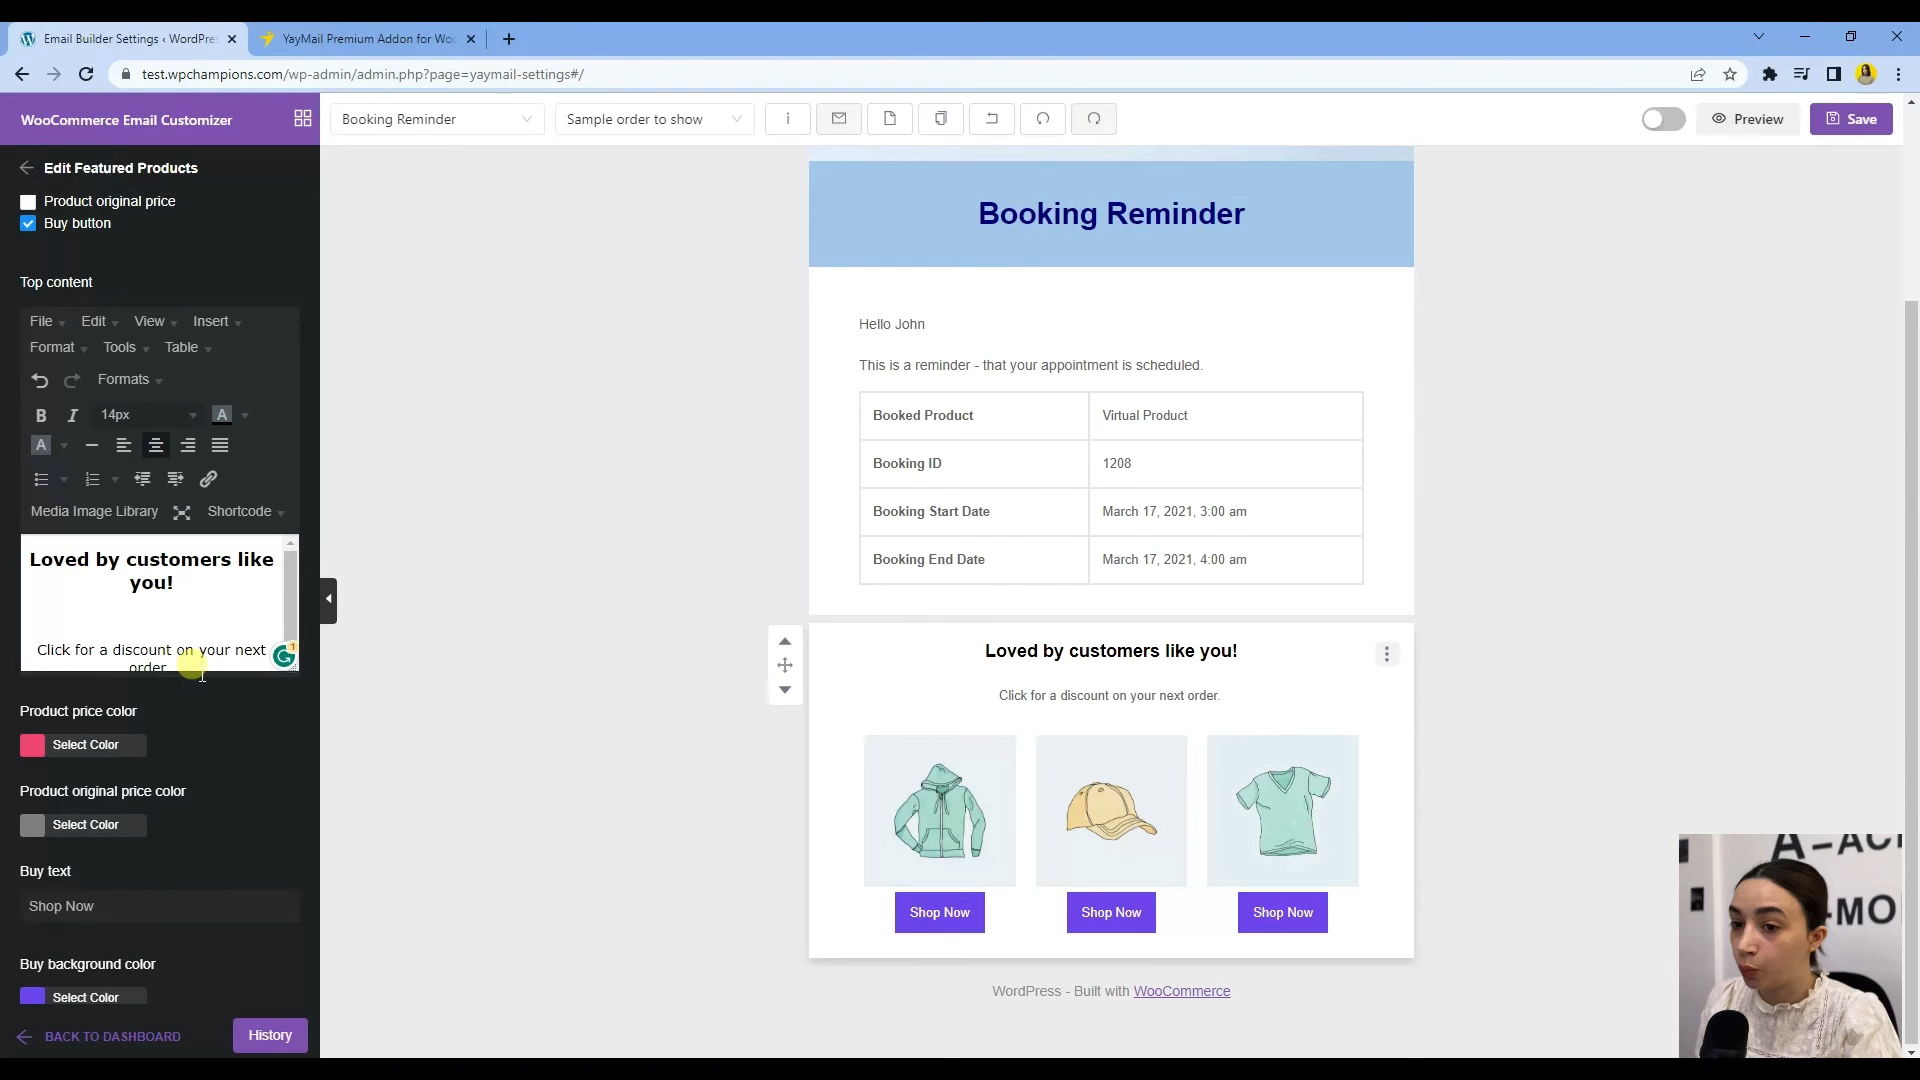 Email Builder Settings ‹ WordPre
YayMail Premium Addon for Woo
test.wpchampions.com/wp-admin/admin.php?page=yaymail-settings#/
WooCommerce Email Customizer
Booking Reminder
Sample order to show
i
Preview
Save
Edit Featured Products
Product original price
Buy button
Top content
File
Edit
View
Insert
Format
Tools
Table
Formats
B
I
14px
A
A
Media Image Library
Shortcode
Loved by customers like
you!
Click for a discount on your next
order
1
Product price color
Select Color
Product original price color
Select Color
Buy text
Shop Now
Buy background color
Select Color
BACK TO DASHBOARD
History
Booking Reminder
Hello John
This is a reminder - that your appointment is scheduled.
Booked Product
Virtual Product
Booking ID
1208
Booking Start Date
March 17, 2021, 3:00 am
Booking End Date
March 17, 2021, 4:00 am
Loved by customers like you!
Click for a discount on your next order.
Shop Now
Shop Now
Shop Now
WordPress - Built with WooCommerce